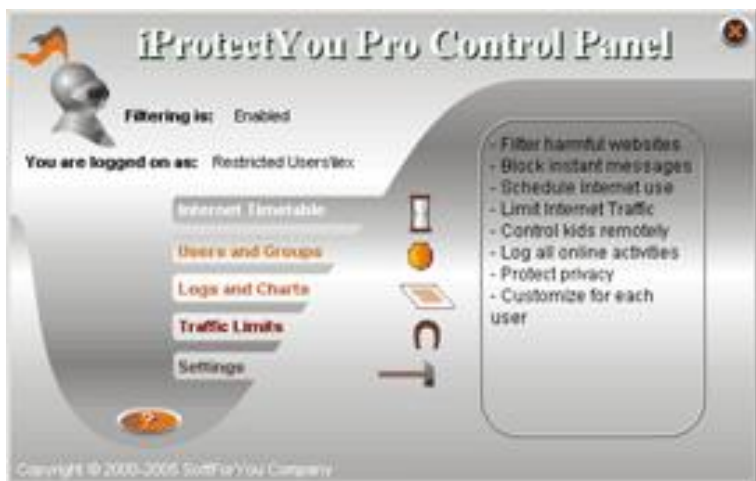 iProtectYou Pro Control Panel
Filtering is: Enabled
You are logged on as: Restricted Users\lex
Internet Timetable
Users and Groups
Logs and Charts
Traffic Limits
Settings
?
- Filter harmful websites
- Block instant messages
- Schedule Internet use
- Limit Internet Traffic
- Control kids remotely
- Log all online activities
- Protect privacy
- Customize for each
user
Copyright © 2000-2005 SoftForYou Company